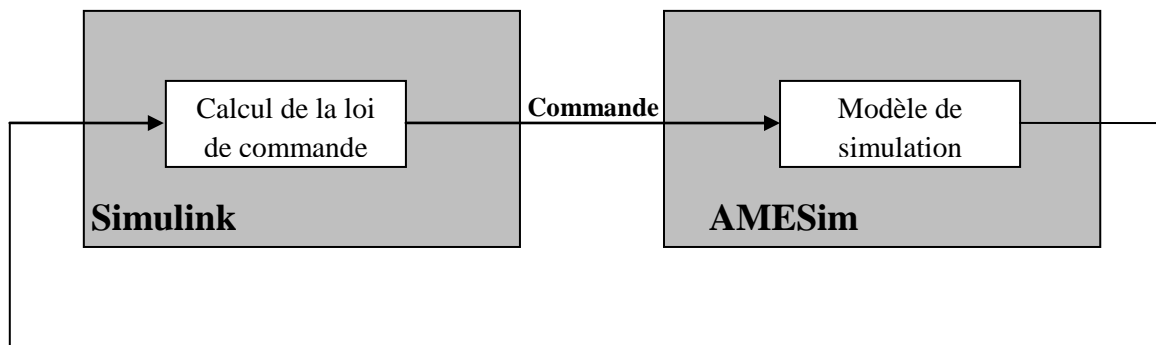 Calcul de la loi
de commande
Simulink
Commande
Modèle de
simulation
AMESim